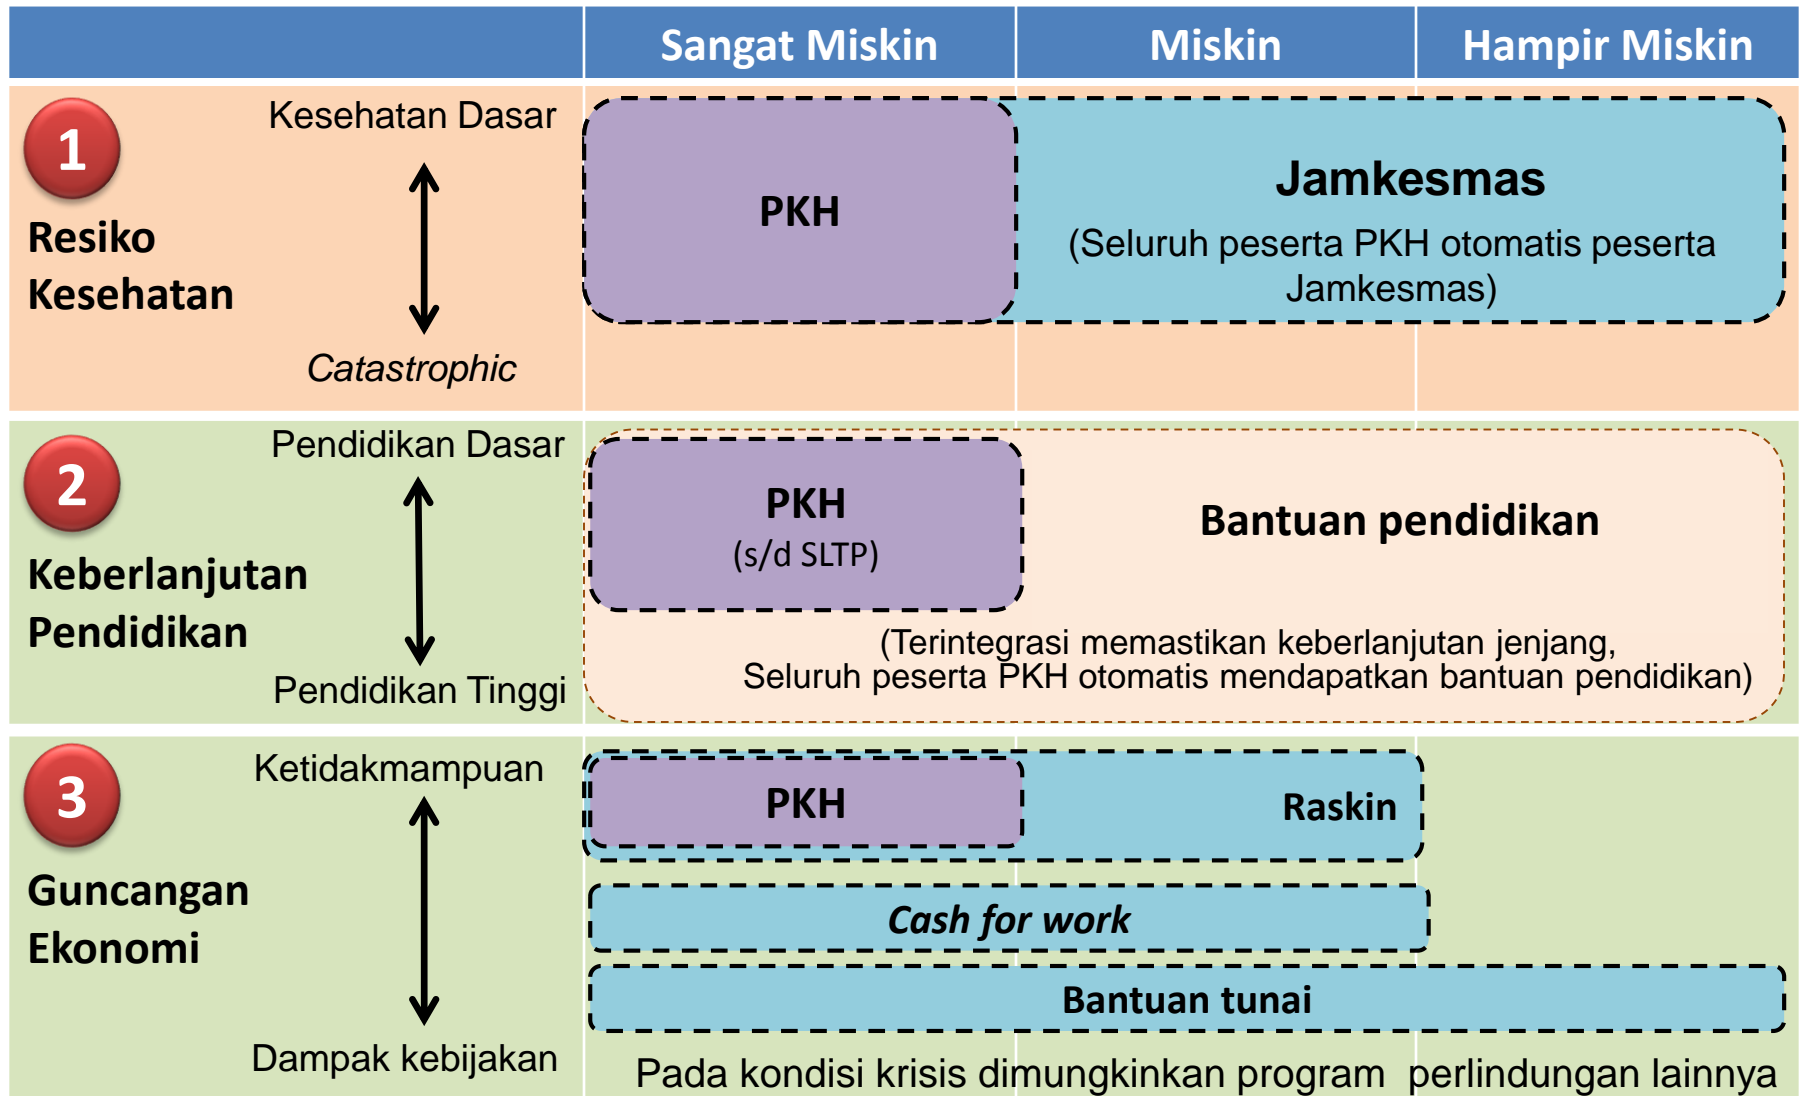 Sangat Miskin
Miskin
Hampir Miskin
1
Resiko
Kesehatan
Kesehatan Dasar
Catastrophic
PKH
Jamkesmas
(Seluruh peserta PKH otomatis peserta
Jamkesmas)
2
Keberlanjutan
Pendidikan
Pendidikan Dasar
Pendidikan Tinggi
PKH
(s/d SLTP)
Bantuan pendidikan
(Terintegrasi memastikan keberlanjutan jenjang,
Seluruh peserta PKH otomatis mendapatkan bantuan pendidikan)
3
Guncangan
Ekonomi
Ketidakmampuan
Dampak kebijakan
PKH
Raskin
Cash for work
Bantuan tunai
Pada kondisi krisis dimungkinkan program perlindungan lainnya